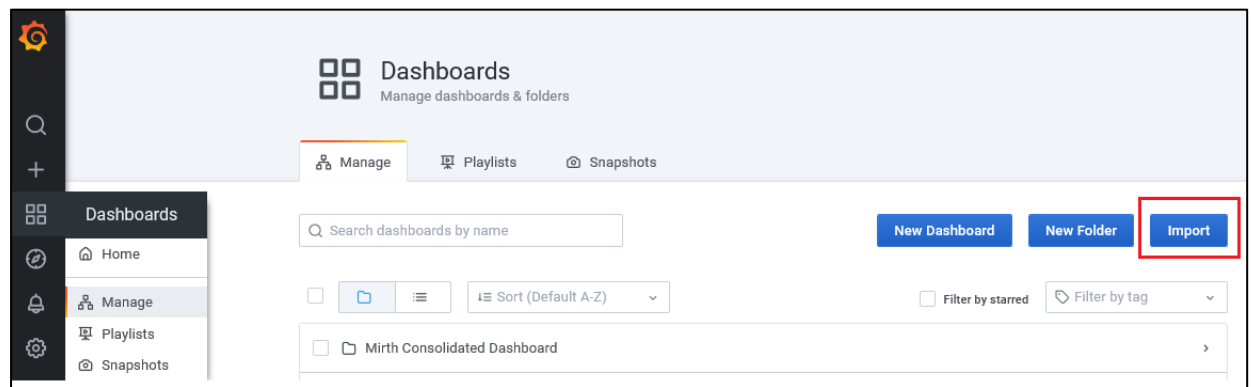 Dashboards
Manage dashboards & folders
Manage
Playlists
Snapshots
Dashboards
Home
Manage
Playlists
Snapshots
Search dashboards by name
New Dashboard
New Folder
Import
Sort (Default A-Z)
Filter by starred
Filter by tag
Mirth Consolidated Dashboard